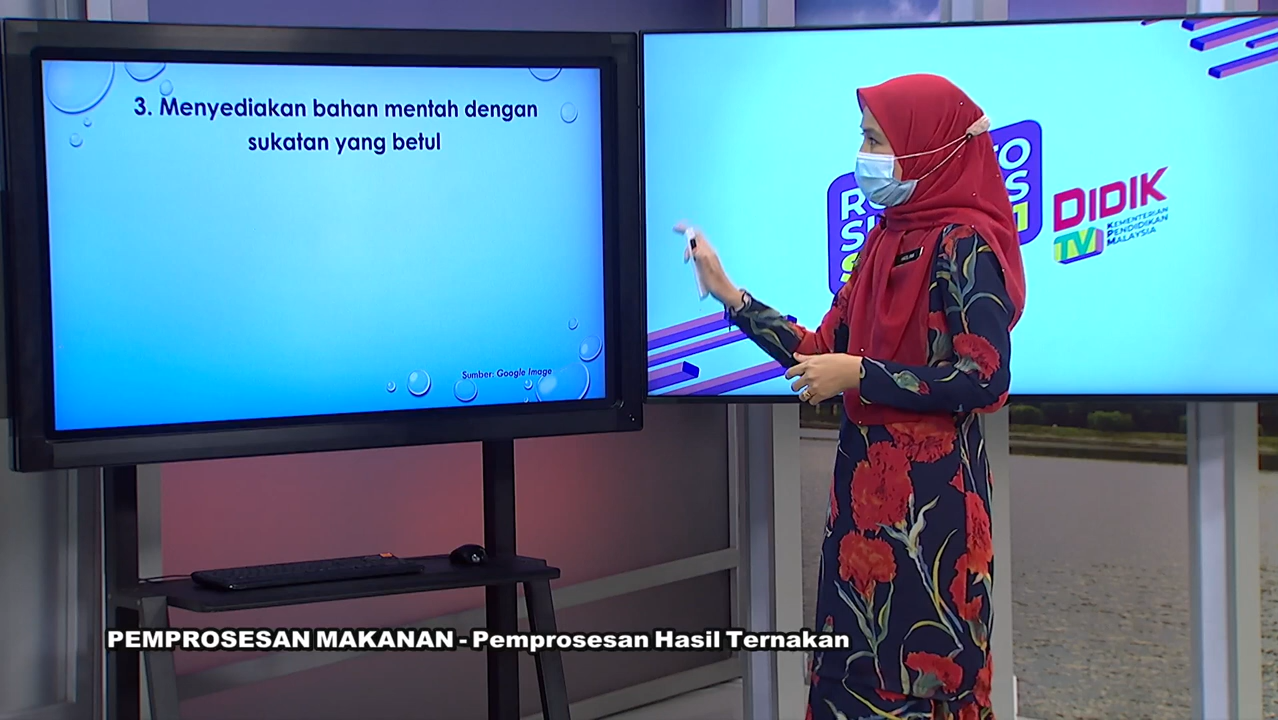 3. Menyediakan bahan mentah dengan
sukatan yang betul
Sumber: Google Image
DIDIK
TV
KEMENTERIAN
PENDIDIKAN
MALAYSIA
PEMPROSESAN MAKANAN - Pemprosesan Hasil Ternakan